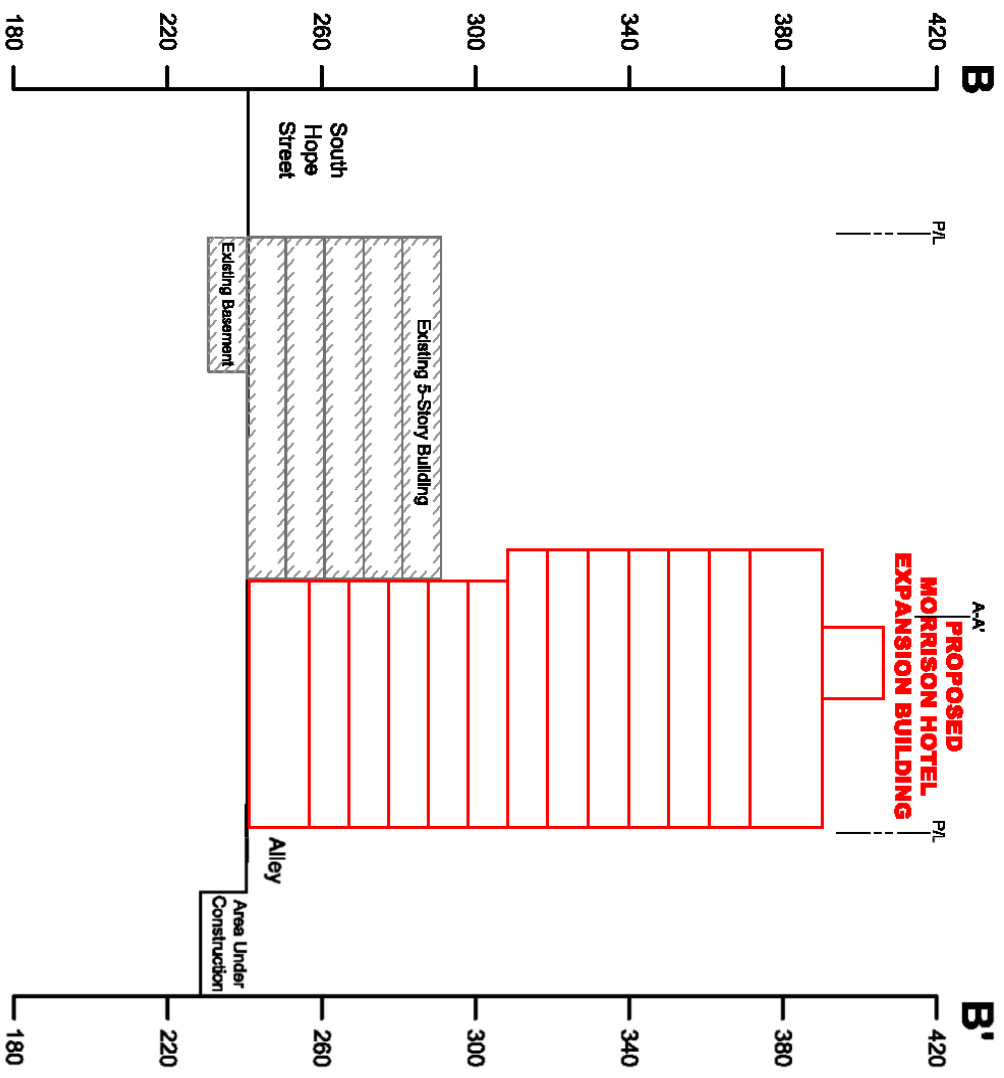 B
B'
420
380
340
300
260
220
180
420
380
340
300
260
220
180
P/L
A-A'
P/L
PROPOSED
MORRISON HOTEL
EXPANSION BUILDING
Existing 5-Story Building
South
Hope
Street
Existing Basement
Alley
Area Under
Construction